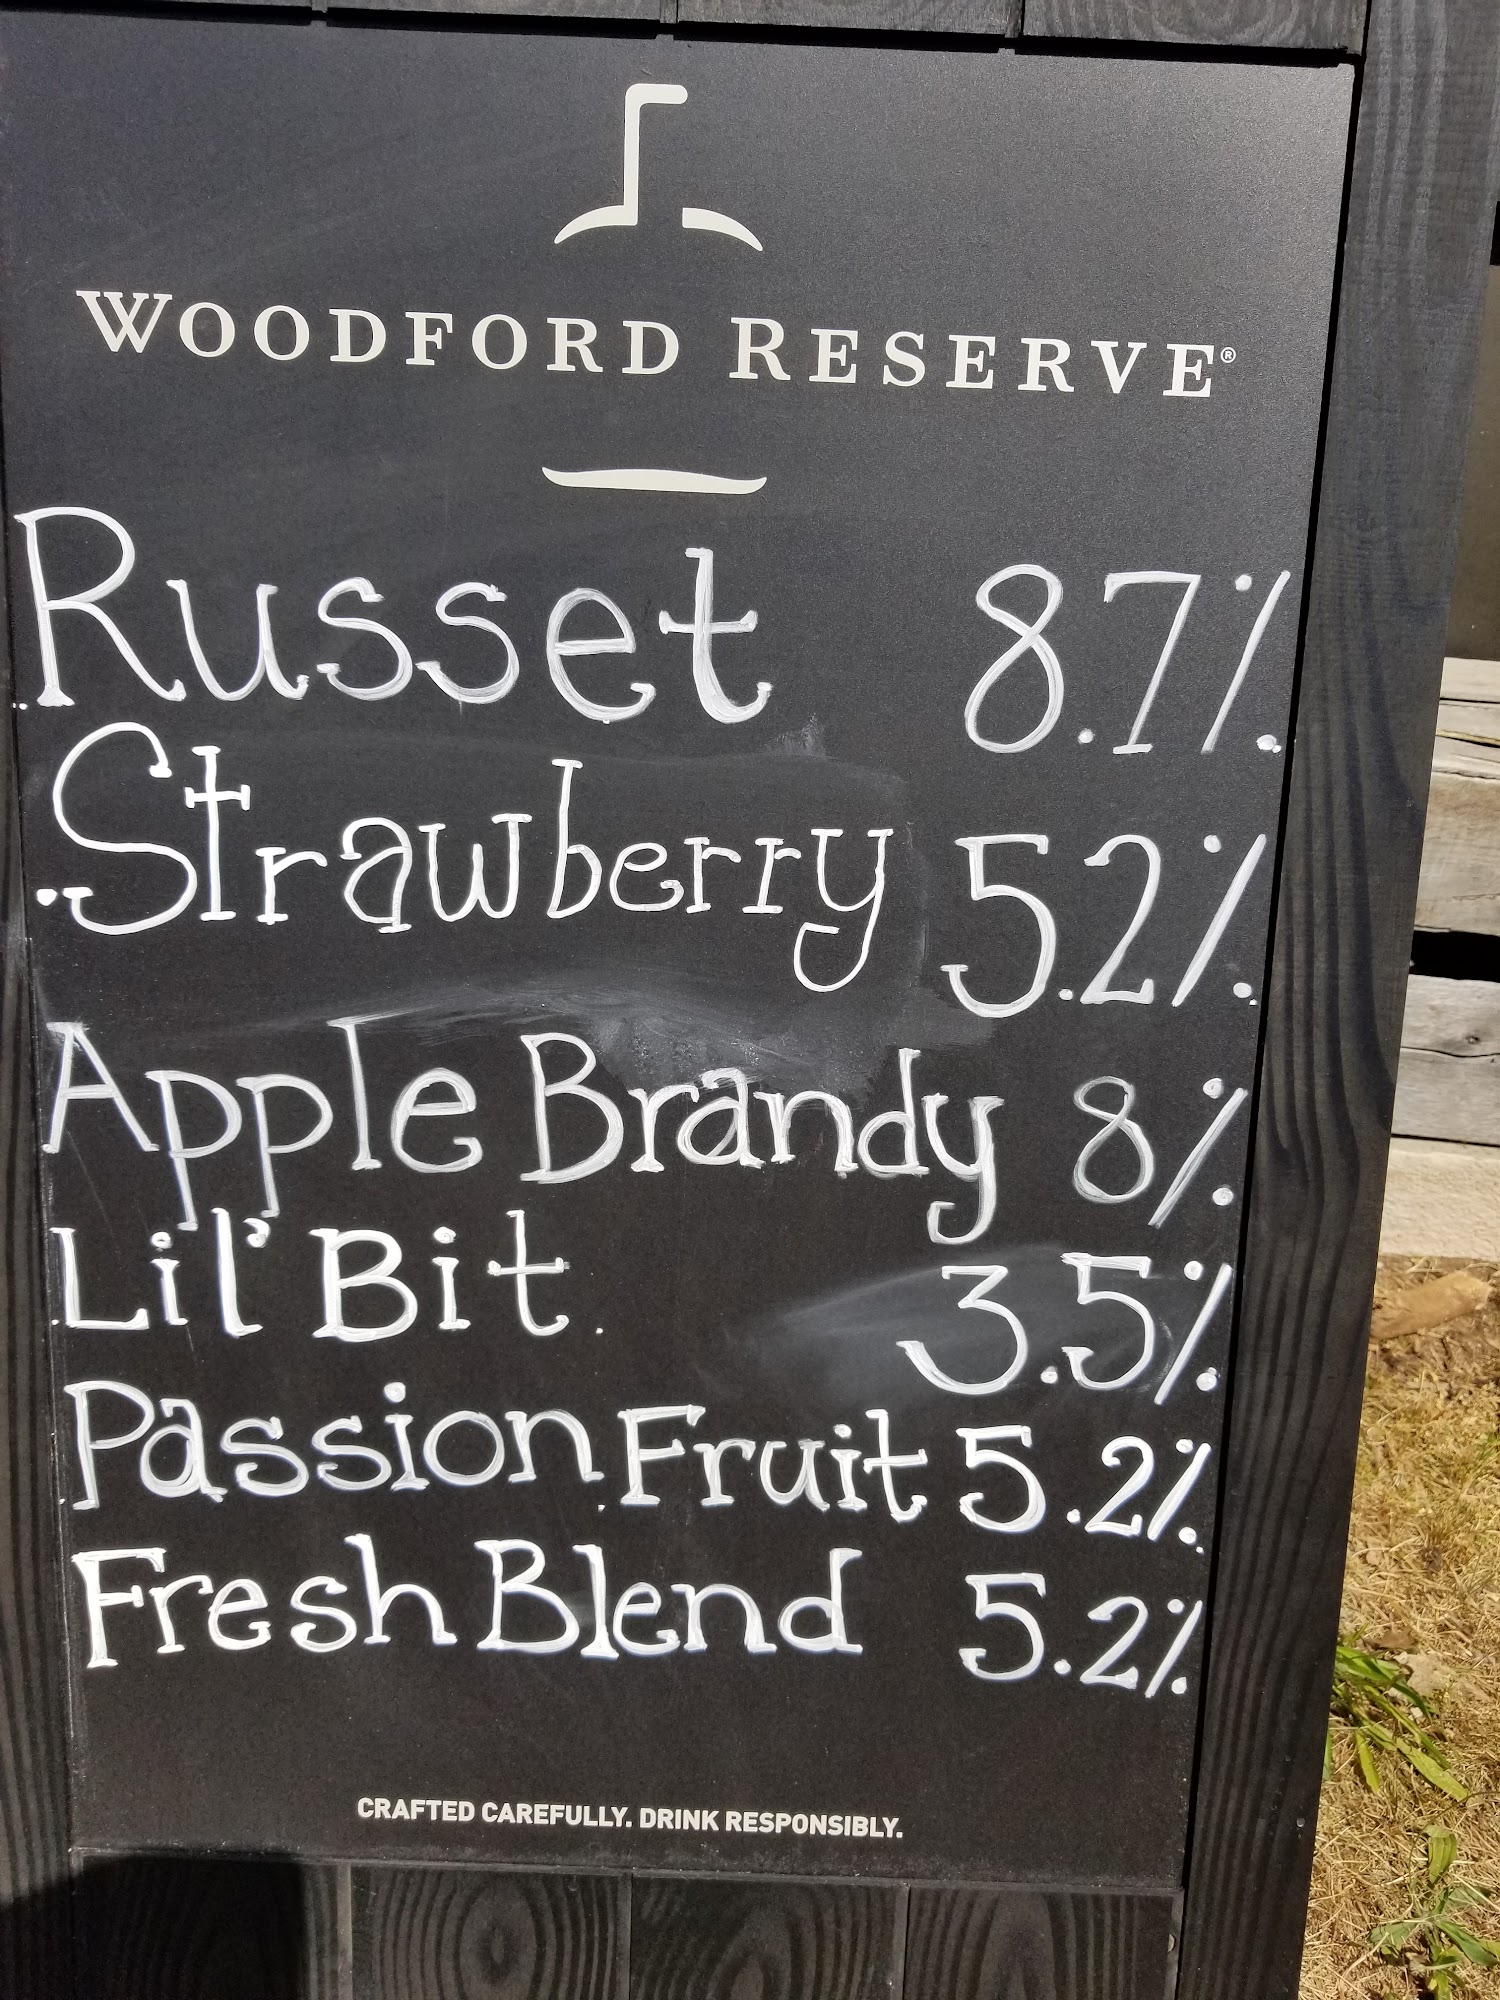 WOODFORD RESERVE®
Russet 8.7%
Strawberry 5.2%
Apple Brandy 8%
Lil' Bit 3.5%
Passion Fruit 5.2%
Fresh Blend 5.2%
CRAFTED CAREFULLY. DRINK RESPONSIBLY.